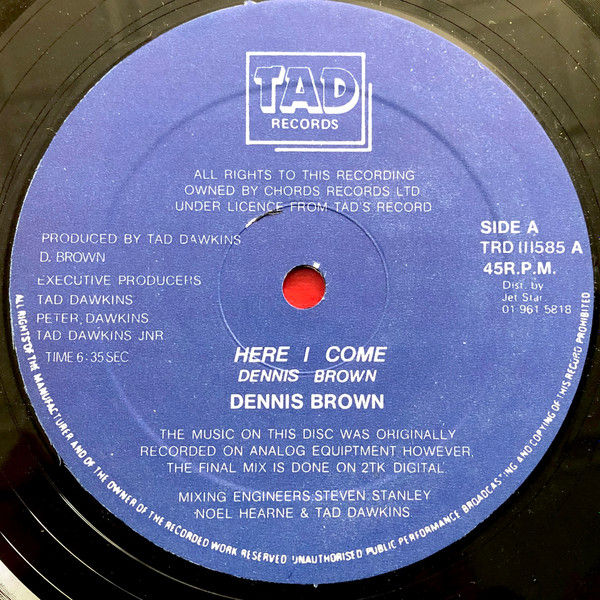 TAD
RECORDS
ALL RIGHTS TO THIS RECORDING
OWNED BY CHORDS RECORDS LTD
UNDER LICENCE FROM TAD'S RECORD
PRODUCED BY TAD DAWKINS
D. BROWN
EXECUTIVE PRODUCERS
TAD DAWKINS
PETER DAWKINS
TAD DAWKINS JNR
TIME 6:35 SEC
SIDE A
TRD 111585 A
45R.P.M.
Dist. by
Jet Star
01 961 5818
HERE I COME
DENNIS BROWN
DENNIS BROWN
THE MUSIC ON THIS DISC WAS ORIGINALLY
RECORDED ON ANALOG EQUIPTMENT HOWEVER,
THE FINAL MIX IS DONE ON 2TK DIGITAL
MIXING ENGINEERS:STEVEN STANLEY
NOEL HEARNE & TAD DAWKINS
ALL RIGHTS OF THE MANUFACTURER AND OF THE OWNER OF THE RECORDED WORK RESERVED UNAUTHORISED PUBLIC PERFORMANCE BROADCASTING AND COPYING OF THIS RECORD PROHIBITED